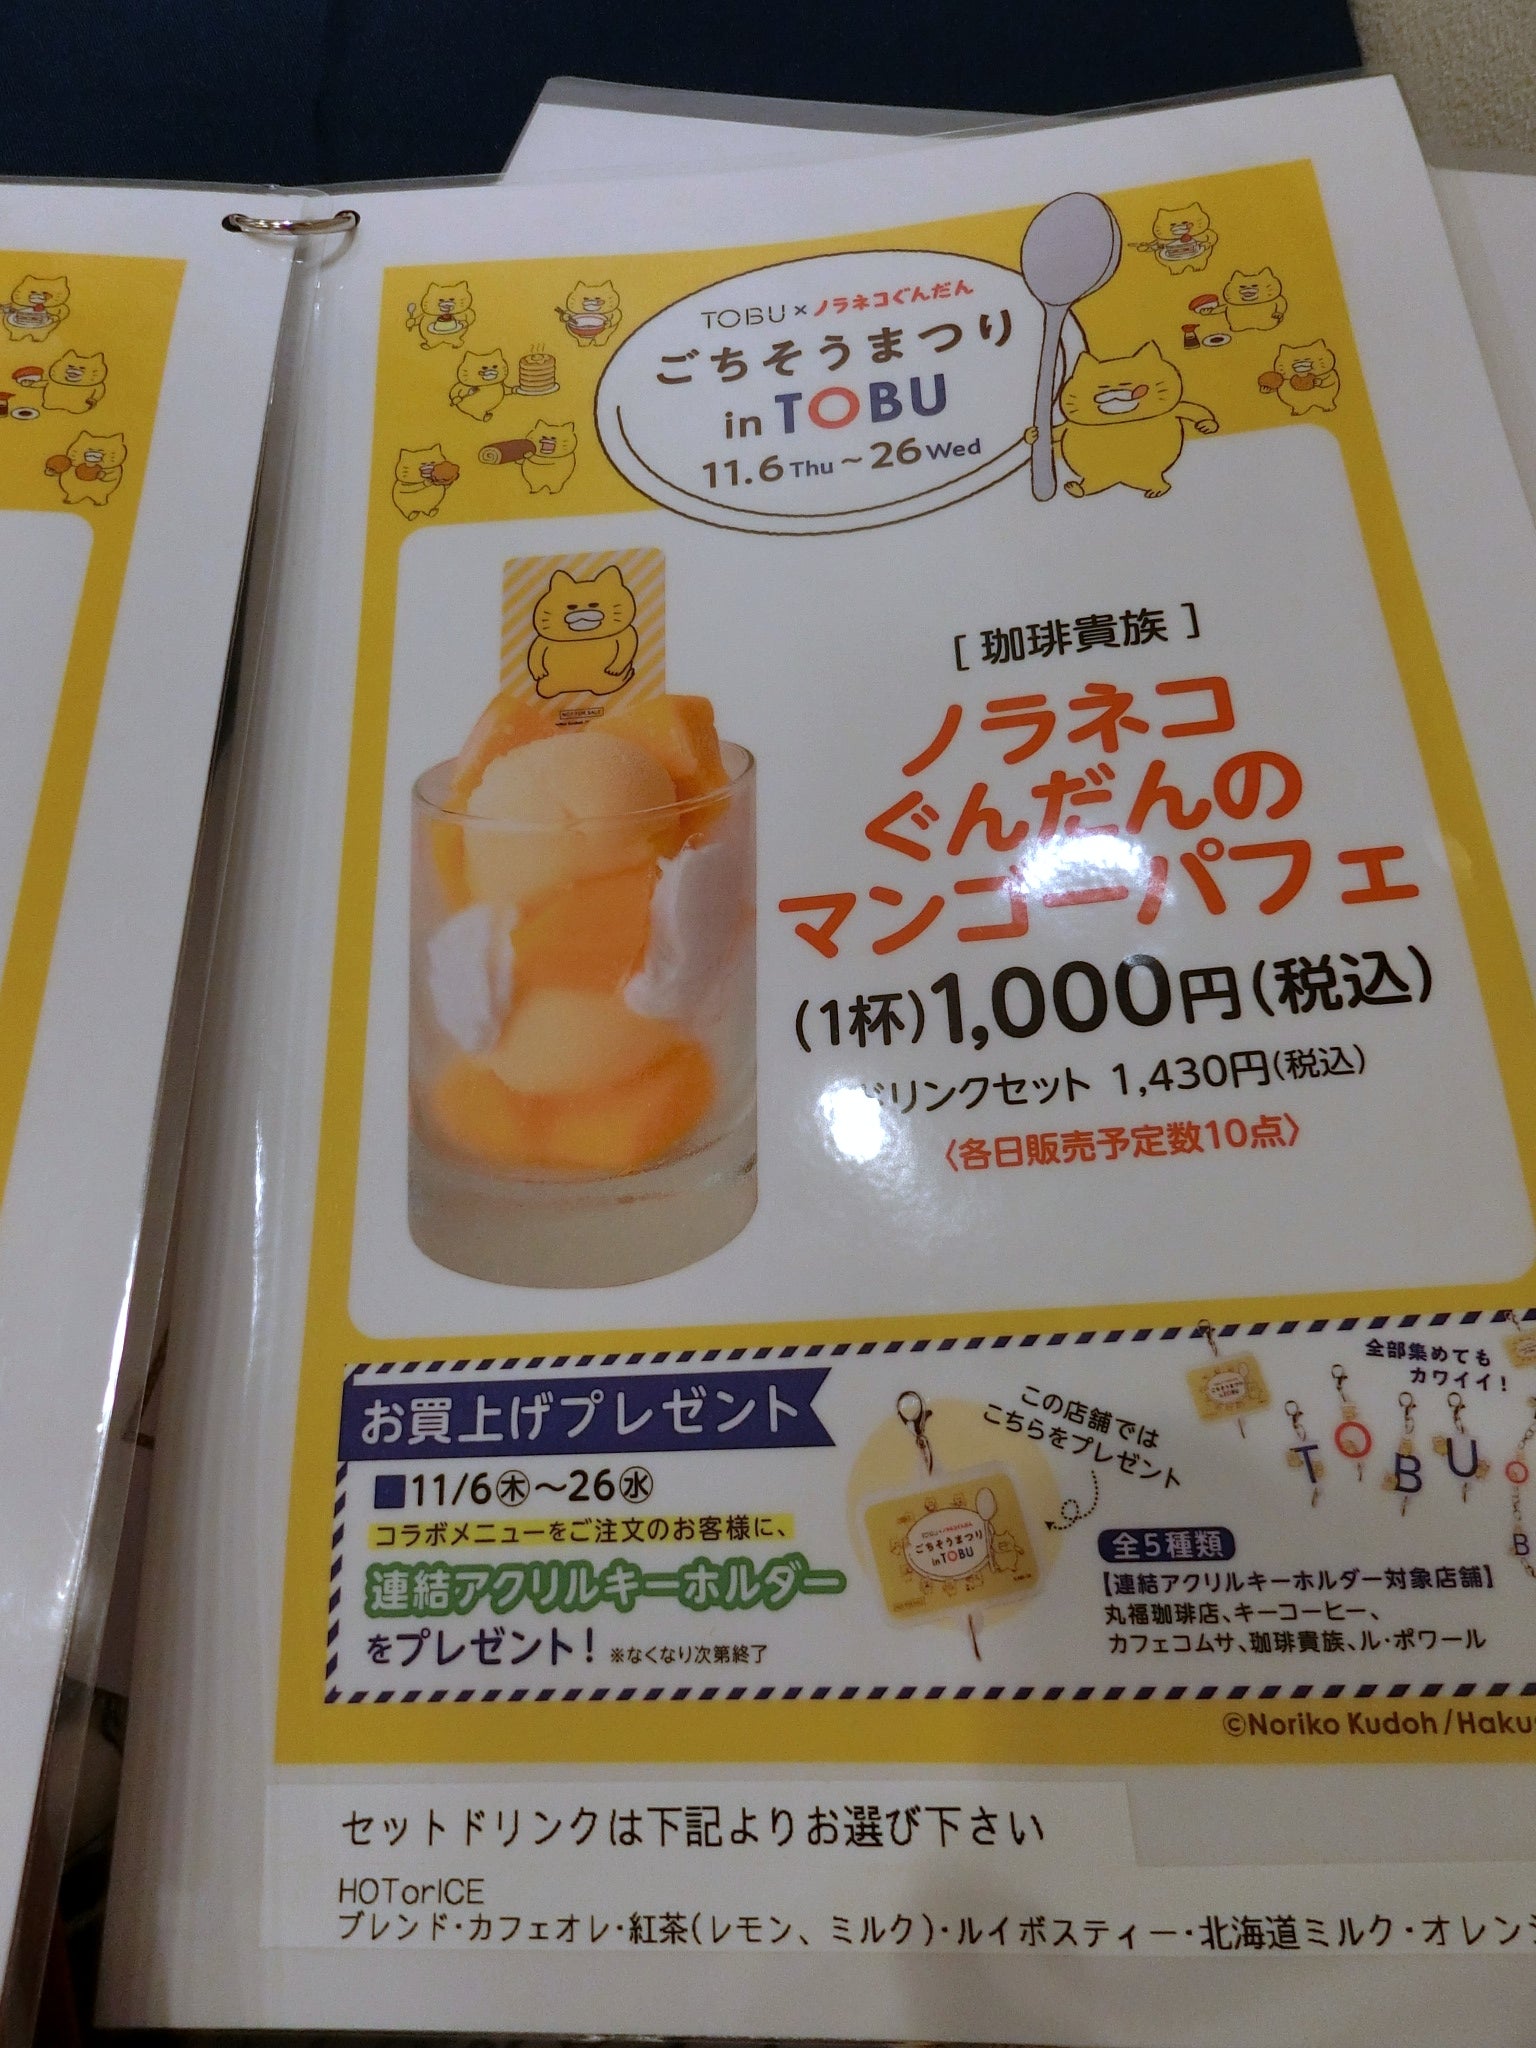 TOBU×ノラネコぐんだん
ごちそうまつり
in TOBU
11.6 Thu～26 Wed
[ 珈琲貴族 ]
ノラネコ
ぐんだんの
マンゴーパフェ
(1杯)1,000円(税込)
ドリンクセット 1,430円(税込)
〈各日販売予定数10点〉
NOT FOR SALE
お買上げプレゼント
■11/6㊍～26㊌
コラボメニューをご注文のお客様に、
連結アクリルキーホルダー
をプレゼント! ※なくなり次第終了
この店舗では
こちらをプレゼント
ごちそうまつり
in TOBU
全部集めても
カワイイ!
T O B U
O
B
全5種類
【連結アクリルキーホルダー対象店舗】
丸福珈琲店、キーコーヒー、
カフェコムサ、珈琲貴族、ル・ポワール
©Noriko Kudoh/Haku
セットドリンクは下記よりお選び下さい
HOTorICE
ブレンド・カフェオレ・紅茶(レモン、ミルク)・ルイボスティー・北海道ミルク・オレン